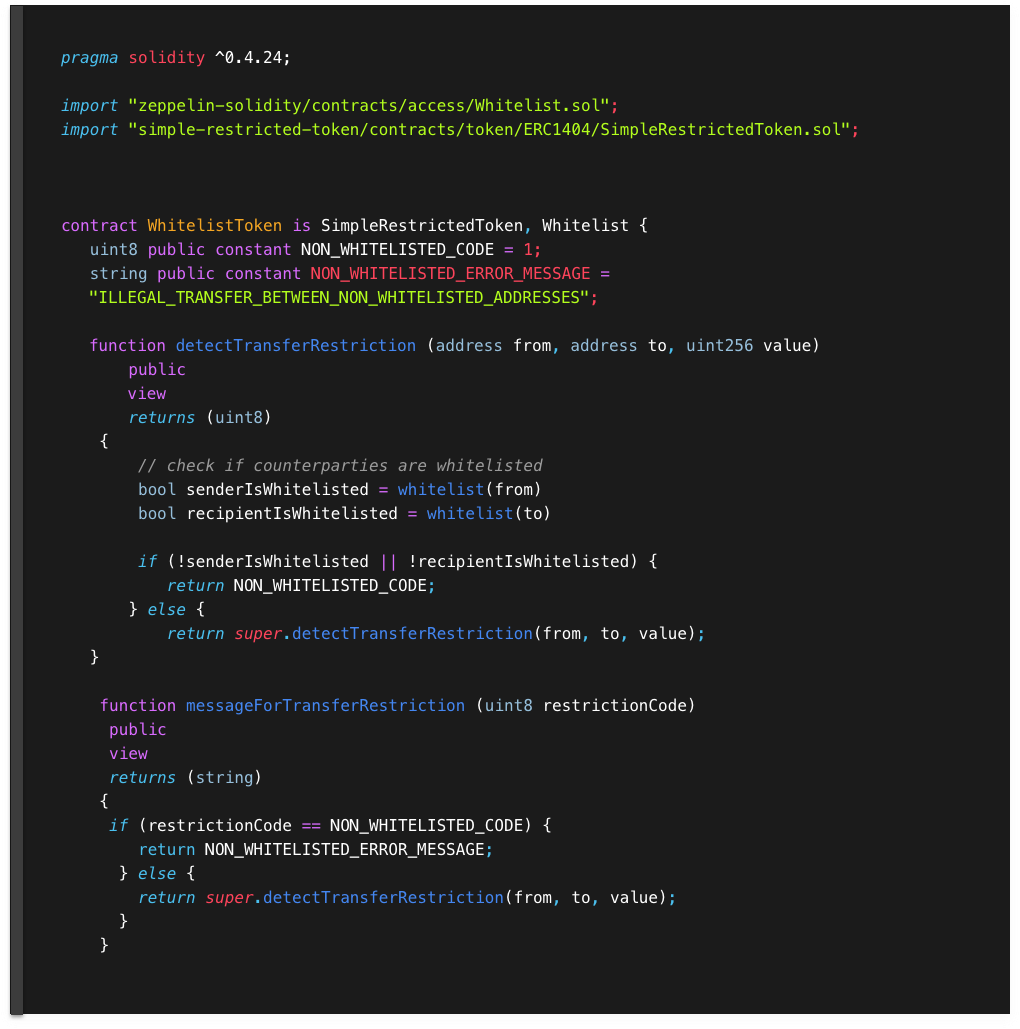 pragma solidity ^0.4.24;
import "zeppelin-solidity/contracts/access/Whitelist.sol";
import "simple-restricted-token/contracts/token/ERC1404/SimpleRestrictedToken.sol";
contract WhitelistToken is SimpleRestrictedToken, Whitelist {
uint8 public constant NON_WHITELISTED_CODE = 1;
string public constant NON_WHITELISTED_ERROR_MESSAGE =
"ILLEGAL_TRANSFER_BETWEEN_NON_WHITELISTED_ADDRESSES";
function detectTransferRestriction (address from, address to, uint256 value)
public
view
returns (uint8)
{
// check if counterparties are whitelisted
bool senderIsWhitelisted = whitelist(from)
bool recipientIsWhitelisted = whitelist(to)
if (!senderIsWhitelisted || !recipientIsWhitelisted) {
return NON_WHITELISTED_CODE;
} else {
return super.detectTransferRestriction(from, to, value);
}
function messageForTransferRestriction (uint8 restrictionCode)
public
view
returns (string)
{
if (restrictionCode == NON_WHITELISTED_CODE) {
return NON_WHITELISTED_ERROR_MESSAGE;
} else {
return super.detectTransferRestriction(from, to, value);
}
}